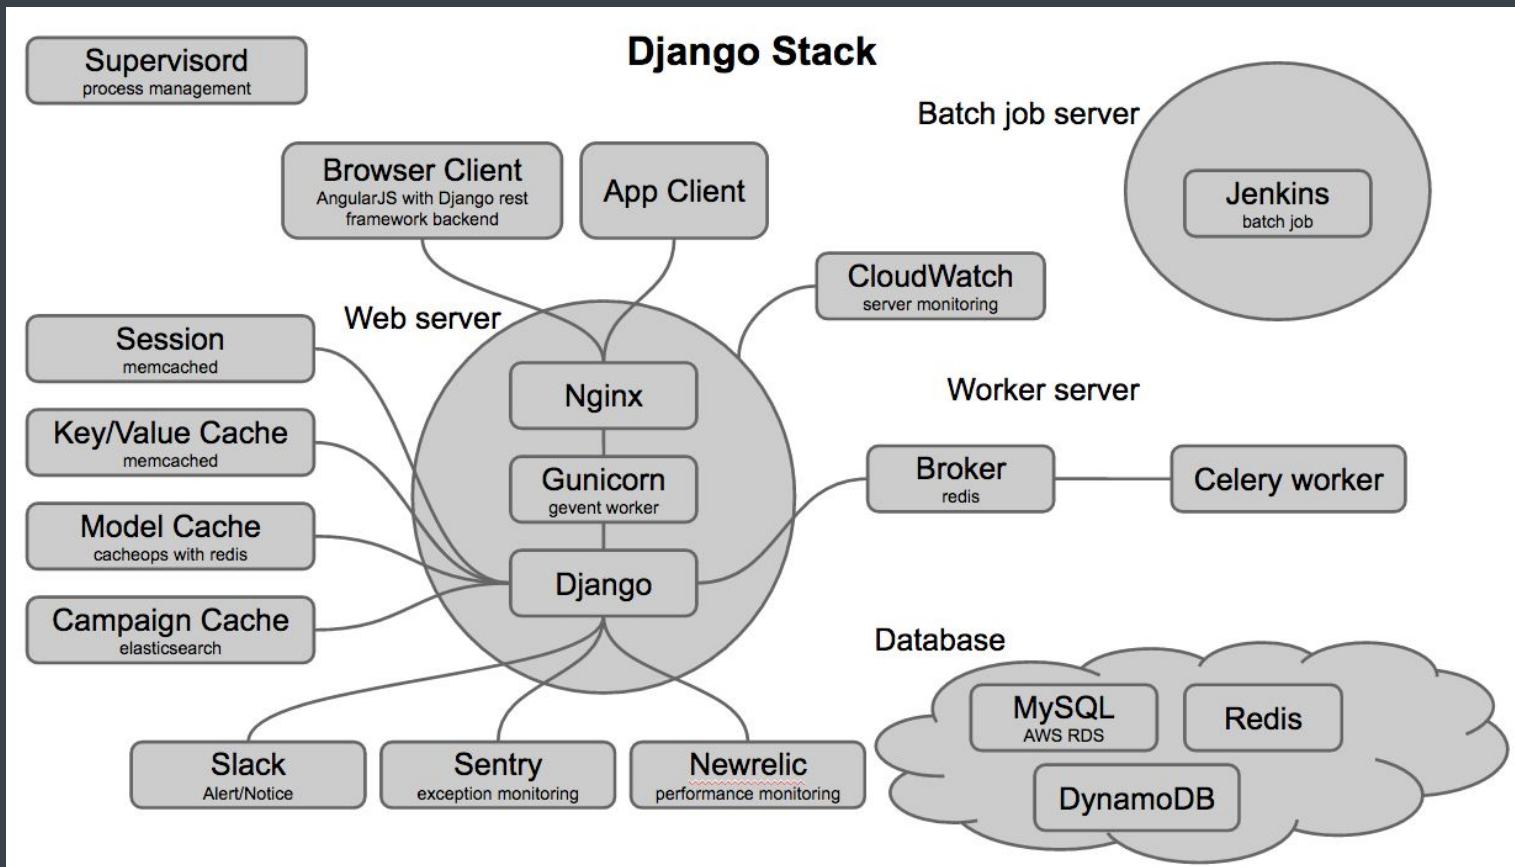 Django Stack
Supervisord
process management
Batch job server
Browser Client
AngularJS with Django rest
framework backend
App Client
Jenkins
batch job
CloudWatch
server monitoring
Web server
Session
memcached
Nginx
Worker server
Key/Value Cache
memcached
Gunicorn
gevent worker
Broker
redis
Celery worker
Model Cache
cacheops with redis
Django
Campaign Cache
elasticsearch
Database
MySQL
AWS RDS
Redis
DynamoDB
Slack
Alert/Notice
Sentry
exception monitoring
Newrelic
performance monitoring